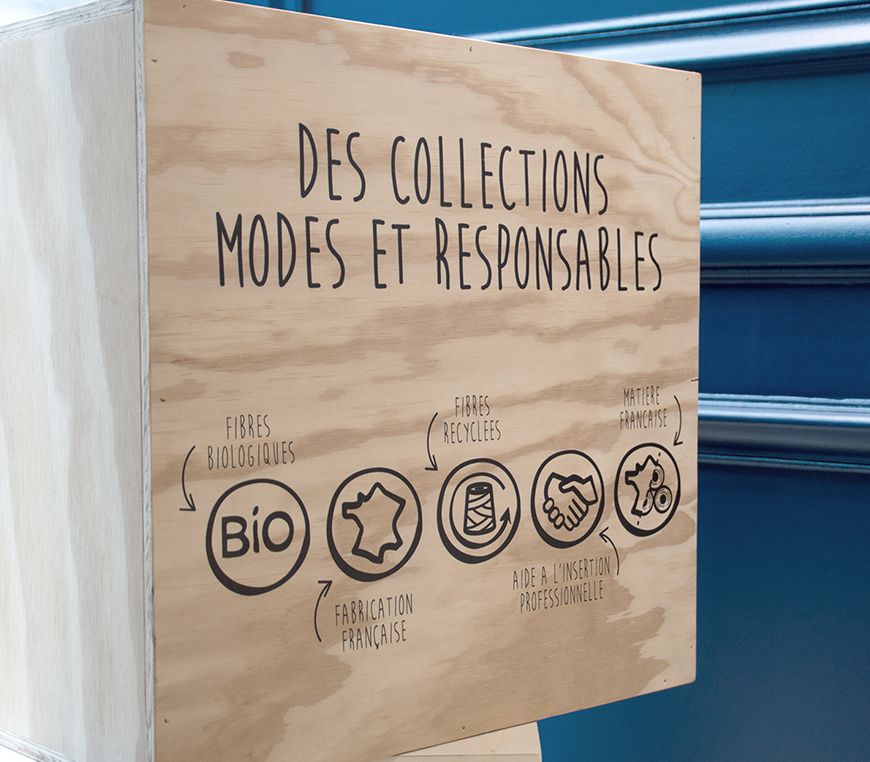 DES COLLECTIONS
MODES ET RESPONSABLES
FIBRES
BIOLOGIQUES
FIBRES
RECYCLEES
MATIERE
FRANÇAISE
BiO
FABRICATION
FRANÇAISE
AIDE A L'INSERTION
PROFESSIONNELLE